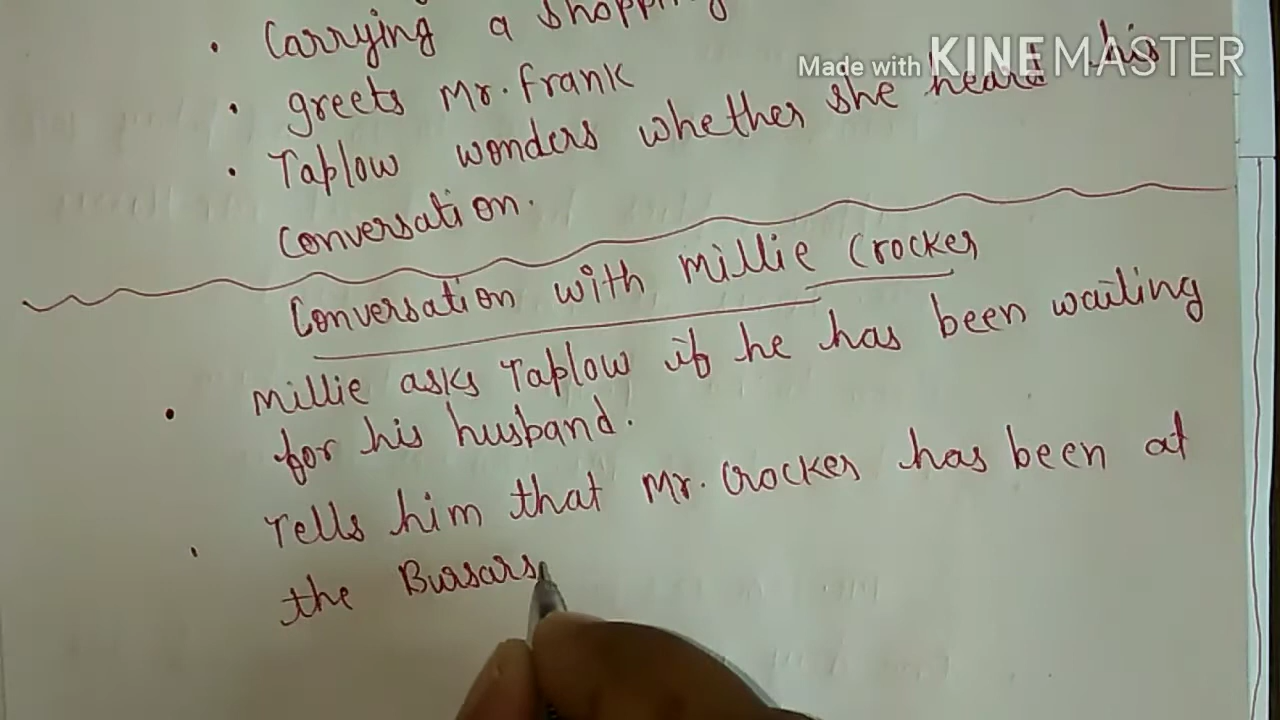 • Carrying a shopping
Made with KINEMASTER
• greets Mr. Frank
• Taplow wonders whether she heard his
conversation.
Conversation with Millie Crocker
• Millie asks Taplow if he has been waiting
for his husband.
• Tells him that Mr. Crocker has been at
the Bursars